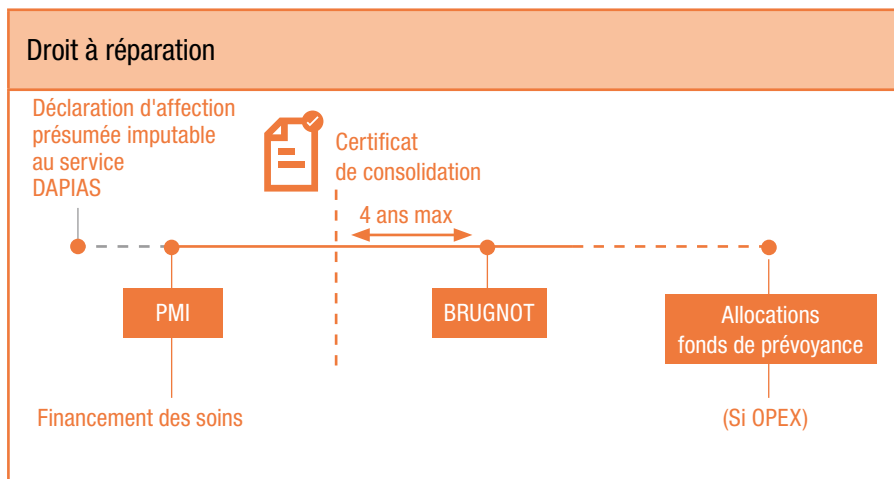 Droit à réparation
Déclaration d'affection
présumée imputable
au service
DAPIAS
Certificat
de consolidation
4 ans max
PMI
BRUGNOT
Allocations
fonds de prévoyance
Financement des soins
(Si OPEX)